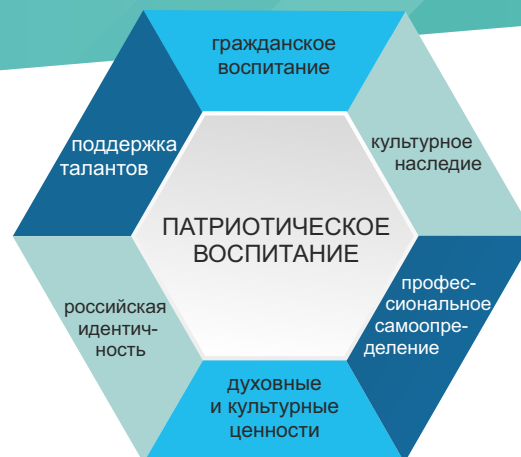 гражданское
воспитание
поддержка
талантов
культурное
наследие
ПАТРИОТИЧЕСКОЕ
ВОСПИТАНИЕ
российская
идентич-
ность
профес-
сиональное
самоопре-
деление
духовные
и культурные
ценности